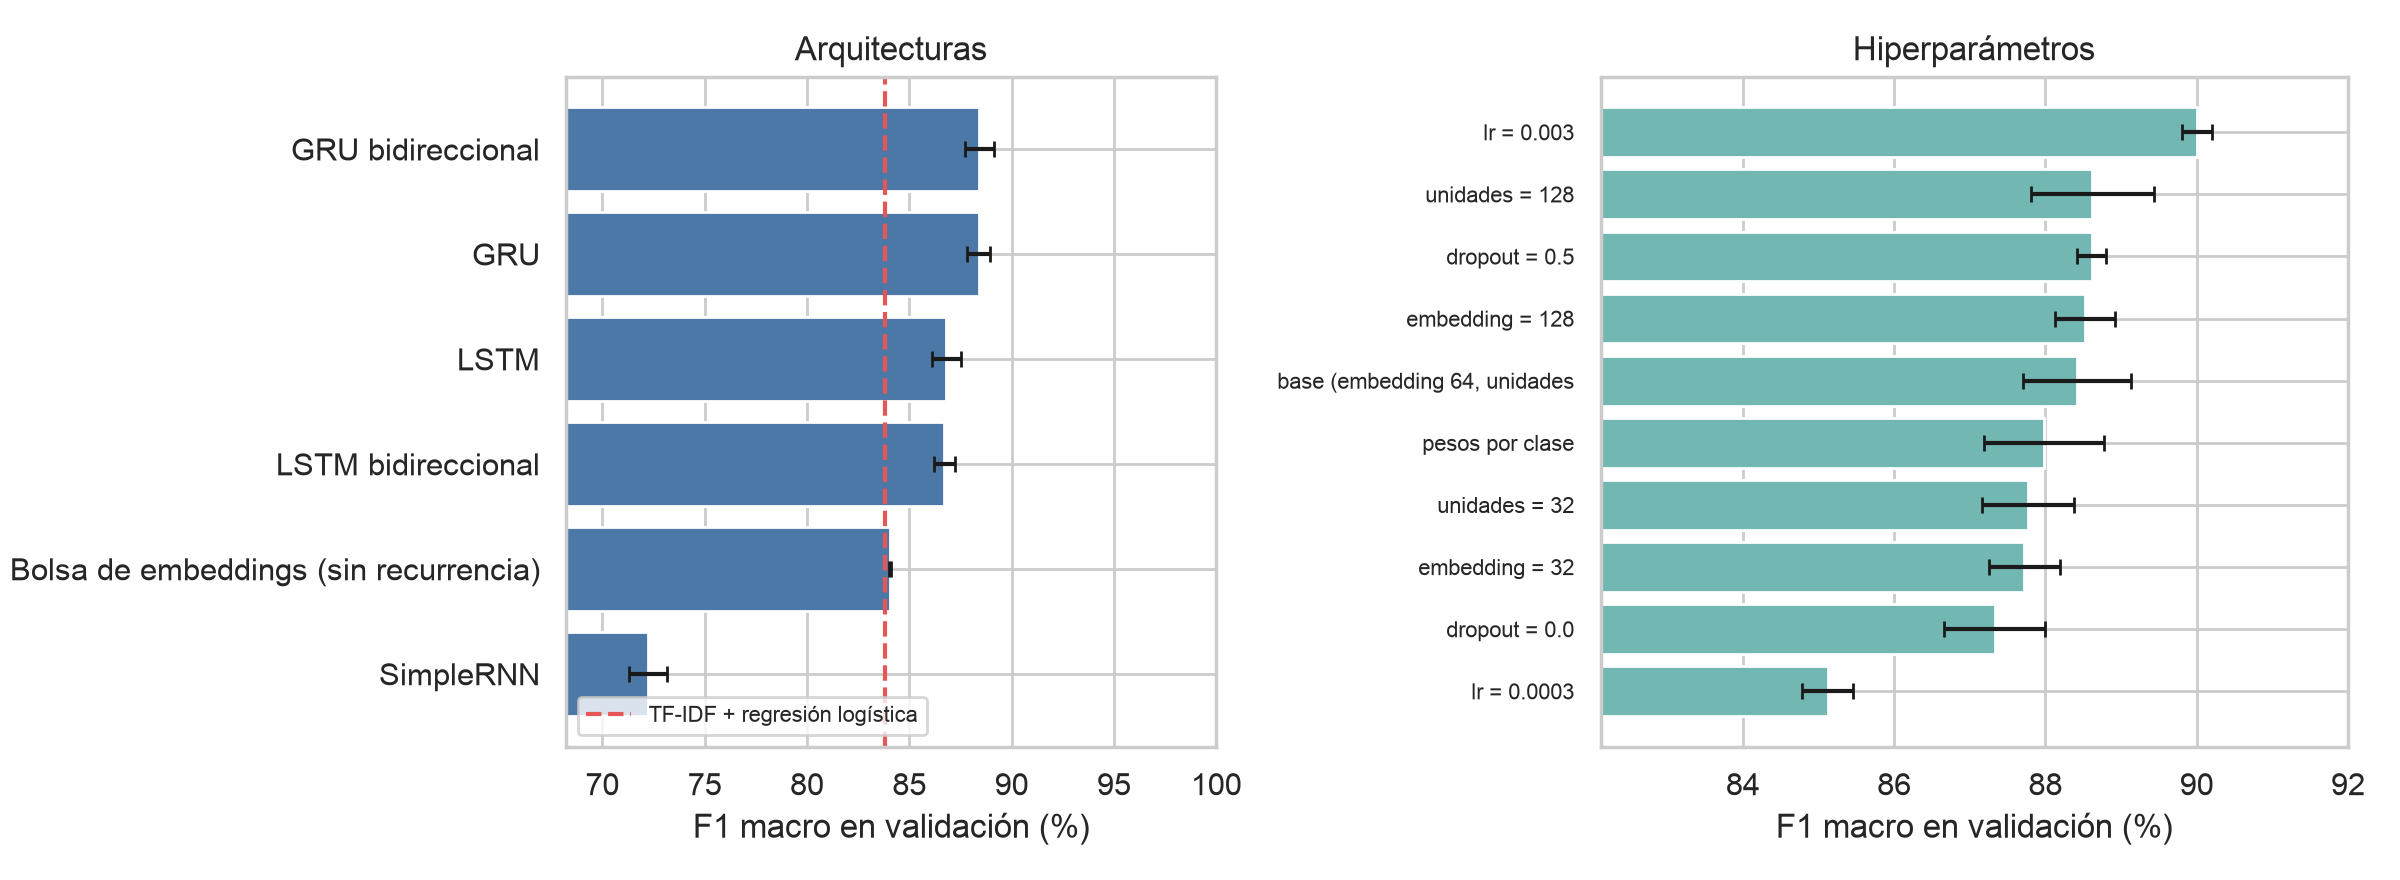 Arquitecturas
GRU bidireccional
GRU
LSTM
LSTM bidireccional
Bolsa de embeddings (sin recurrencia)
SimpleRNN
TF-IDF + regresión logística
70 75 80 85 90 95 100
F1 macro en validación (%)
Hiperparámetros
lr = 0.003
unidades = 128
dropout = 0.5
embedding = 128
base (embedding 64, unidades
pesos por clase
unidades = 32
embedding = 32
dropout = 0.0
lr = 0.0003
84 86 88 90 92
F1 macro en validación (%)